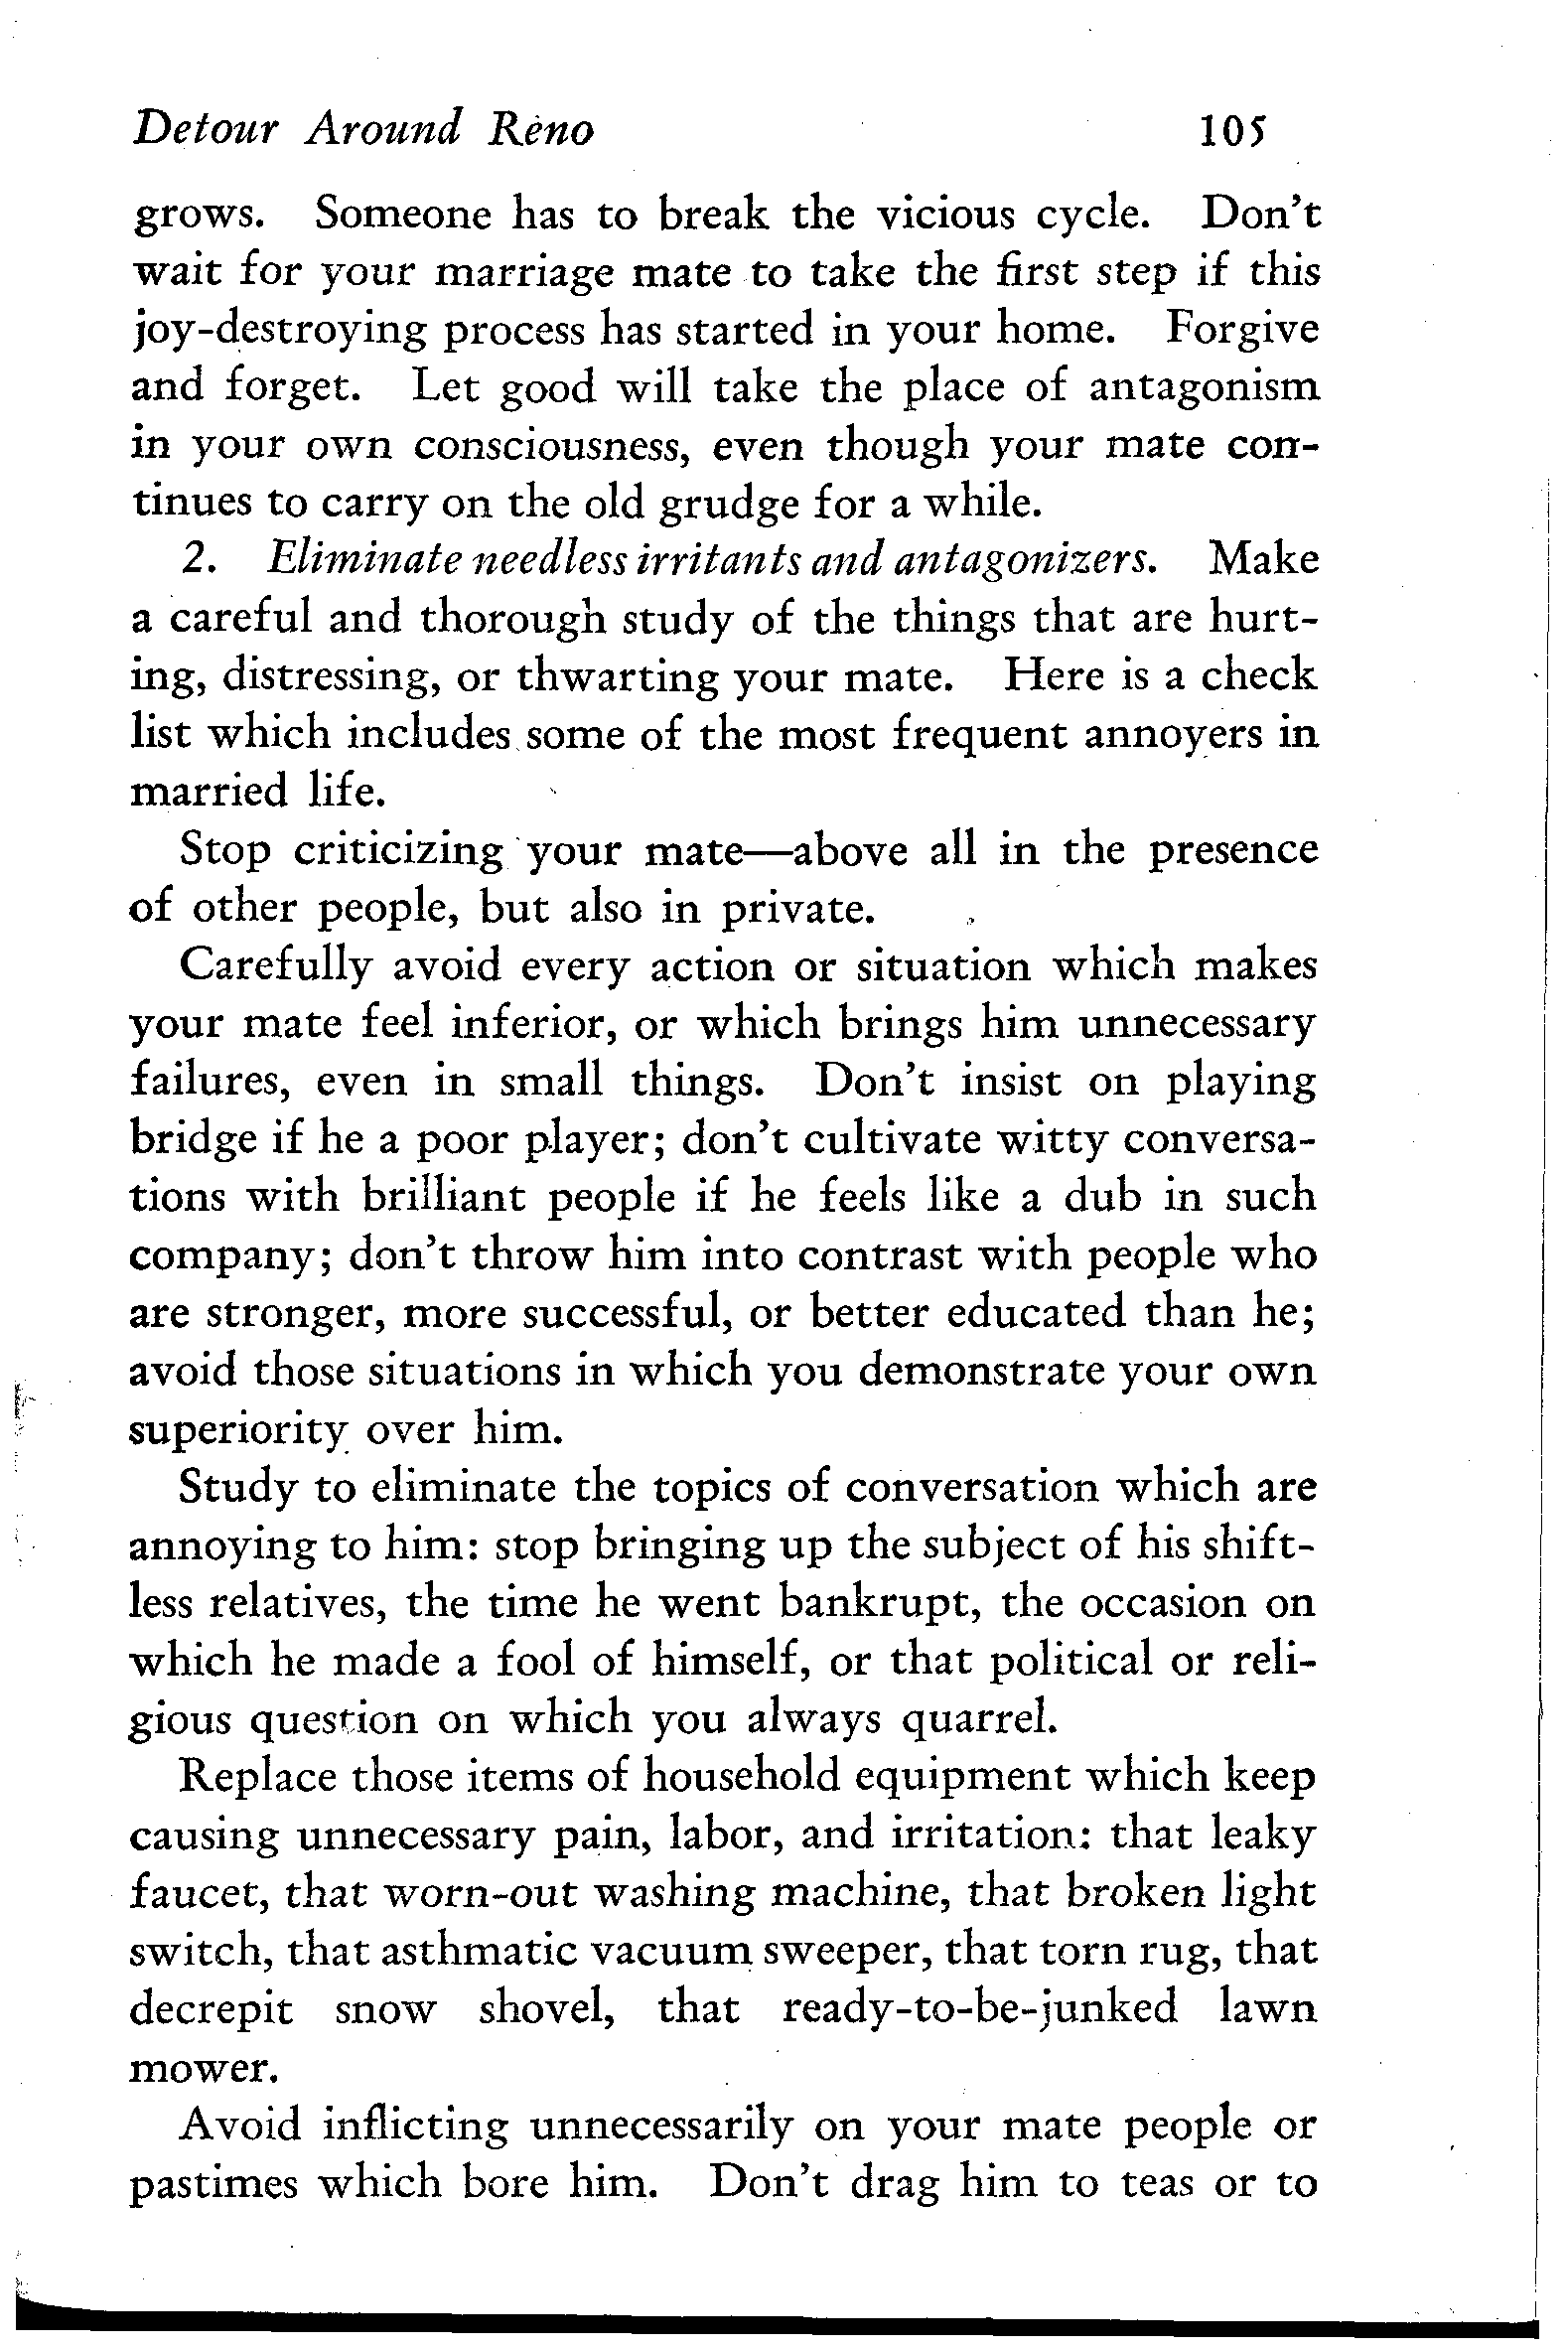 Detour Around Reno 105
grows. Someone has to break the vicious cycle. Don't
wait for your marriage mate to take the first step if this
joy-destroying process has started in your home. Forgive
and forget. Let good will take the place of antagonism
in your own consciousness, even though your mate con-
tinues to carry on the old grudge for a while.
2. Eliminate needless irritants and antagonizers. Make
a careful and thorough study of the things that are hurt-
ing, distressing, or thwarting your mate. Here is a check
list which includes some of the most frequent annoyers in
married life.
Stop criticizing your mate—above all in the presence
of other people, but also in private.
Carefully avoid every action or situation which makes
your mate feel inferior, or which brings him unnecessary
failures, even in small things. Don't insist on playing
bridge if he a poor player; don't cultivate witty conversa-
tions with brilliant people if he feels like a dub in such
company; don't throw him into contrast with people who
are stronger, more successful, or better educated than he;
avoid those situations in which you demonstrate your own
superiority over him.
Study to eliminate the topics of conversation which are
annoying to him: stop bringing up the subject of his shift-
less relatives, the time he went bankrupt, the occasion on
which he made a fool of himself, or that political or reli-
gious question on which you always quarrel.
Replace those items of household equipment which keep
causing unnecessary pain, labor, and irritation: that leaky
faucet, that worn-out washing machine, that broken light
switch, that asthmatic vacuum sweeper, that torn rug, that
decrepit snow shovel, that ready-to-be-junked lawn
mower.
Avoid inflicting unnecessarily on your mate people or
pastimes which bore him. Don't drag him to teas or to